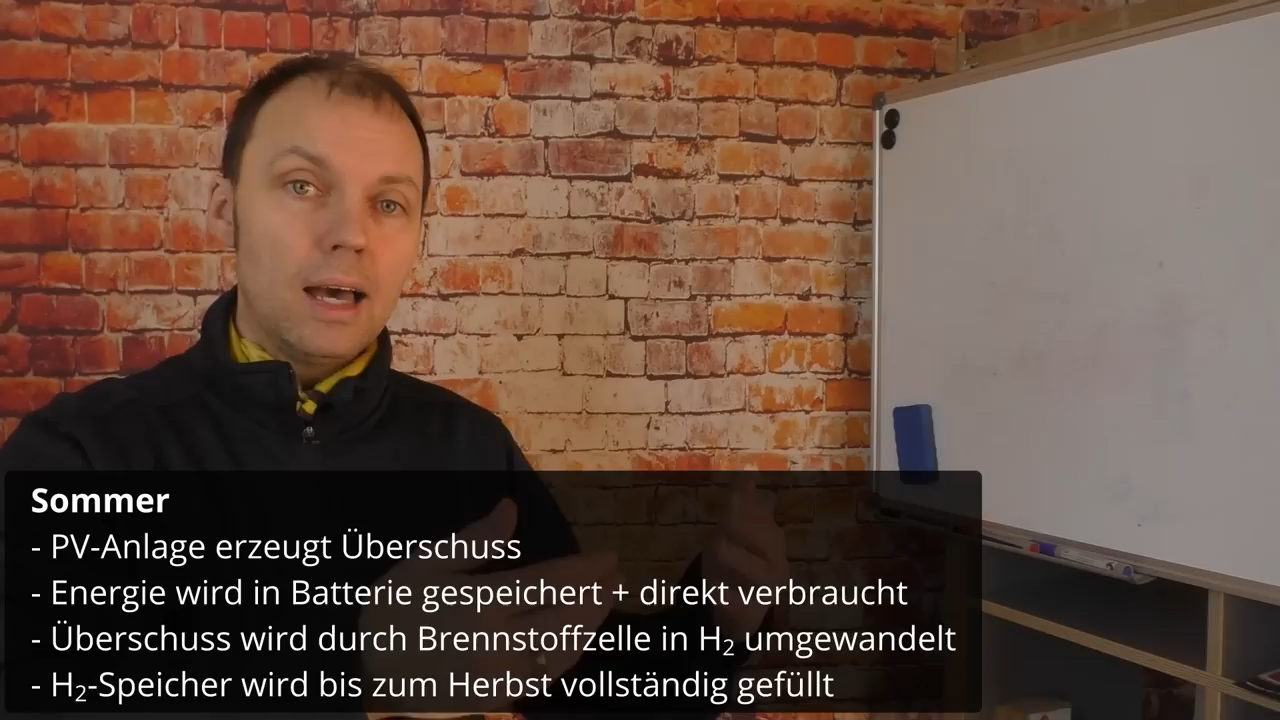 Sommer
- PV-Anlage erzeugt Überschuss
- Energie wird in Batterie gespeichert + direkt verbraucht
- Überschuss wird durch Brennstoffzelle in H₂ umgewandelt
- H₂-Speicher wird bis zum Herbst vollständig gefüllt